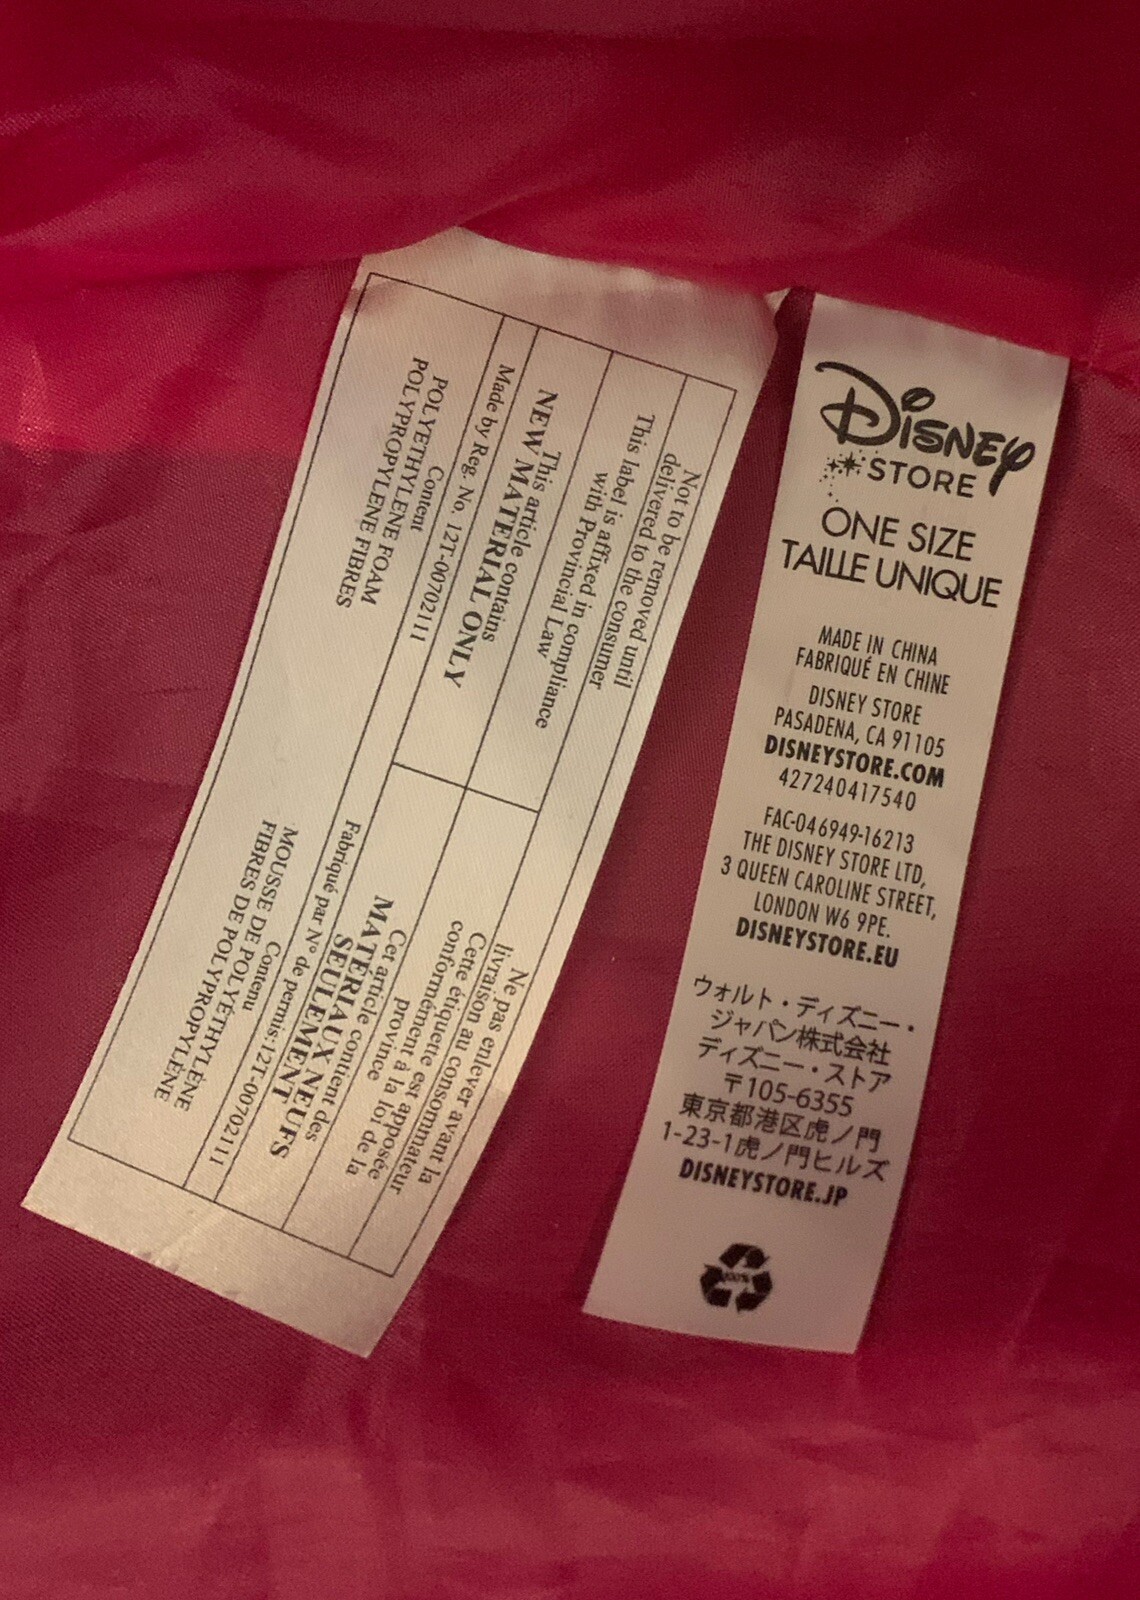 Not to be removed until
delivered to the consumer
This label is affixed in compliance
with Provincial Law
This article contains
NEW MATERIAL ONLY
Made by Reg. No. 12T-00702111
Content
POLYETHYLENE FOAM
POLYPROPYLENE FIBRES
Ne pas enlever avant la
livraison au consommateur
Cette étiquette est apposée
conformément à la loi de la
province
Cet article contient des
MATÉRIAUX NEUFS
SEULEMENT
Fabriqué par N° de permis:12T-00702111
Contenu
MOUSSE DE POLYÉTHYLÈNE
FIBRES DE POLYPROPYLÈNE
Disney
STORE
ONE SIZE
TAILLE UNIQUE
MADE IN CHINA
FABRIQUÉ EN CHINE
DISNEY STORE
PASADENA, CA 91105
DISNEYSTORE.COM
427240417540
FAC-046949-16213
THE DISNEY STORE LTD,
3 QUEEN CAROLINE STREET,
LONDON W6 9PE.
DISNEYSTORE.EU
ウォルト・ディズニー・
ジャパン株式会社
ディズニー・ストア
〒105-6355
東京都港区虎ノ門
1-23-1虎ノ門ヒルズ
DISNEYSTORE.JP
100%